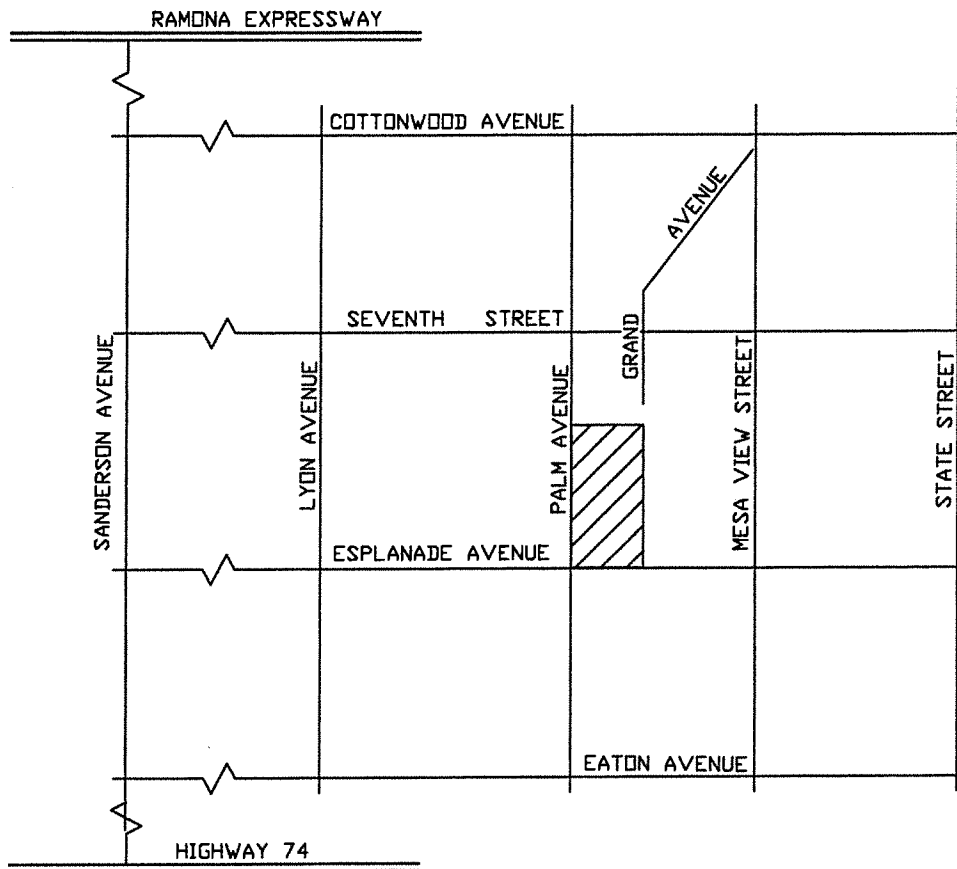 RAMONA EXPRESSWAY
COTTONWOOD AVENUE
AVENUE
SEVENTH STREET
GRAND
SANDERSON AVENUE
LYON AVENUE
PALM AVENUE
MESA VIEW STREET
STATE STREET
ESPLANADE AVENUE
EATON AVENUE
HIGHWAY 74